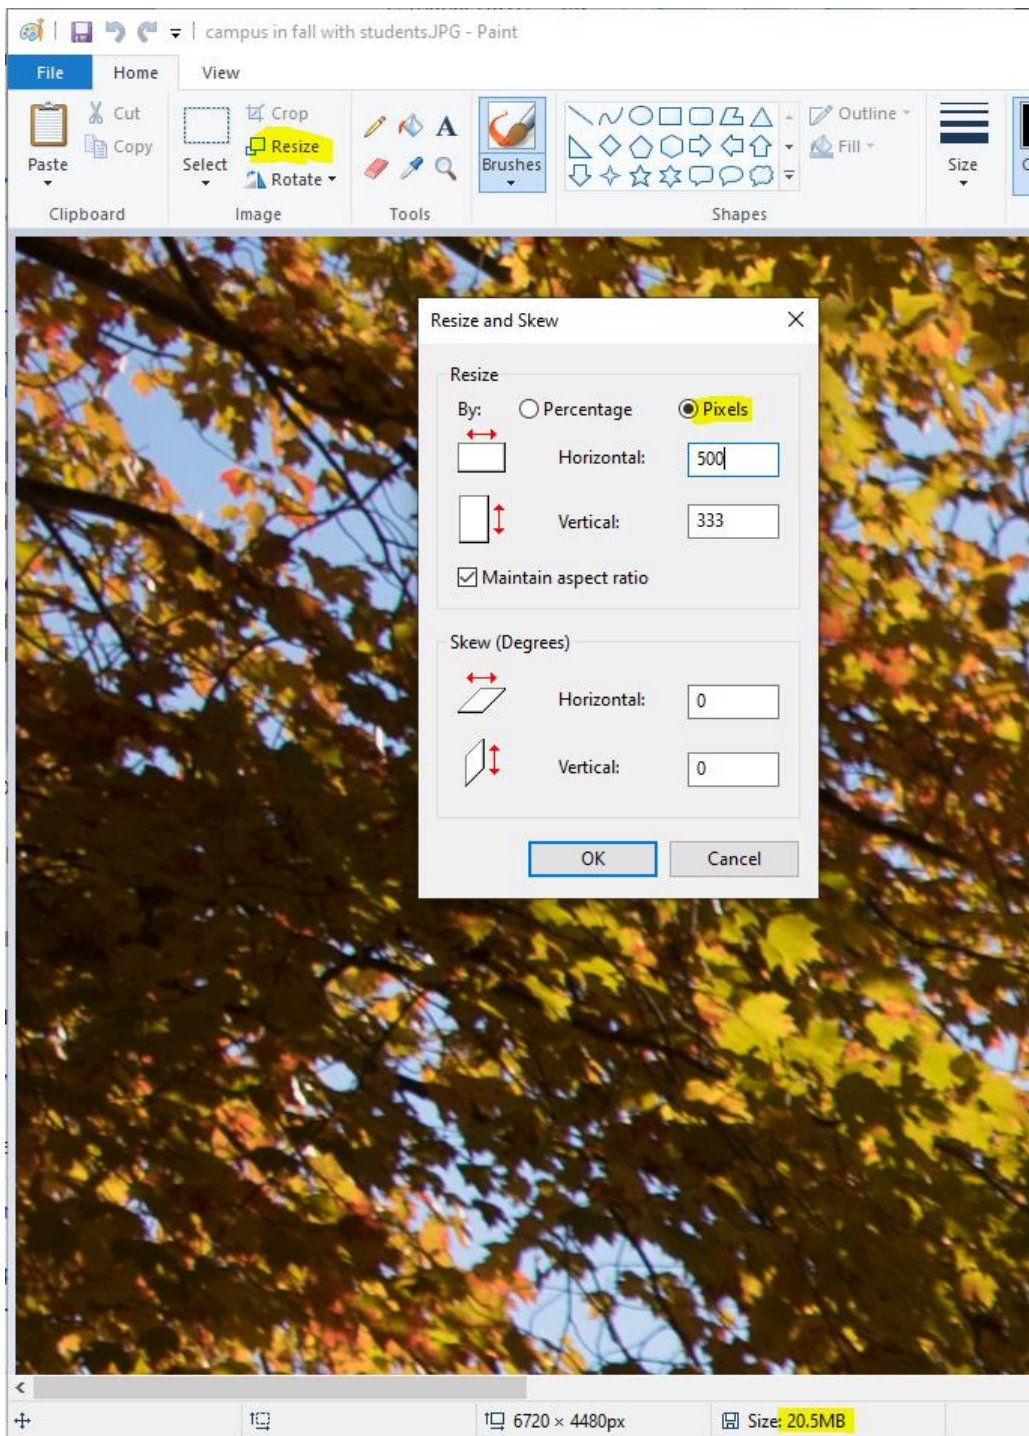 campus in fall with students.JPG - Paint
File Home View
Cut
Crop
Outline
Copy
Resize
Fill
Paste
Select
Rotate
A
Brushes
Size
Clipboard
Image
Tools
Shapes
Resize and Skew
Resize
By: Percentage Pixels
Horizontal: 500
Vertical: 333
Maintain aspect ratio
Skew (Degrees)
Horizontal: 0
Vertical: 0
OK Cancel
6720 × 4480px Size: 20.5MB